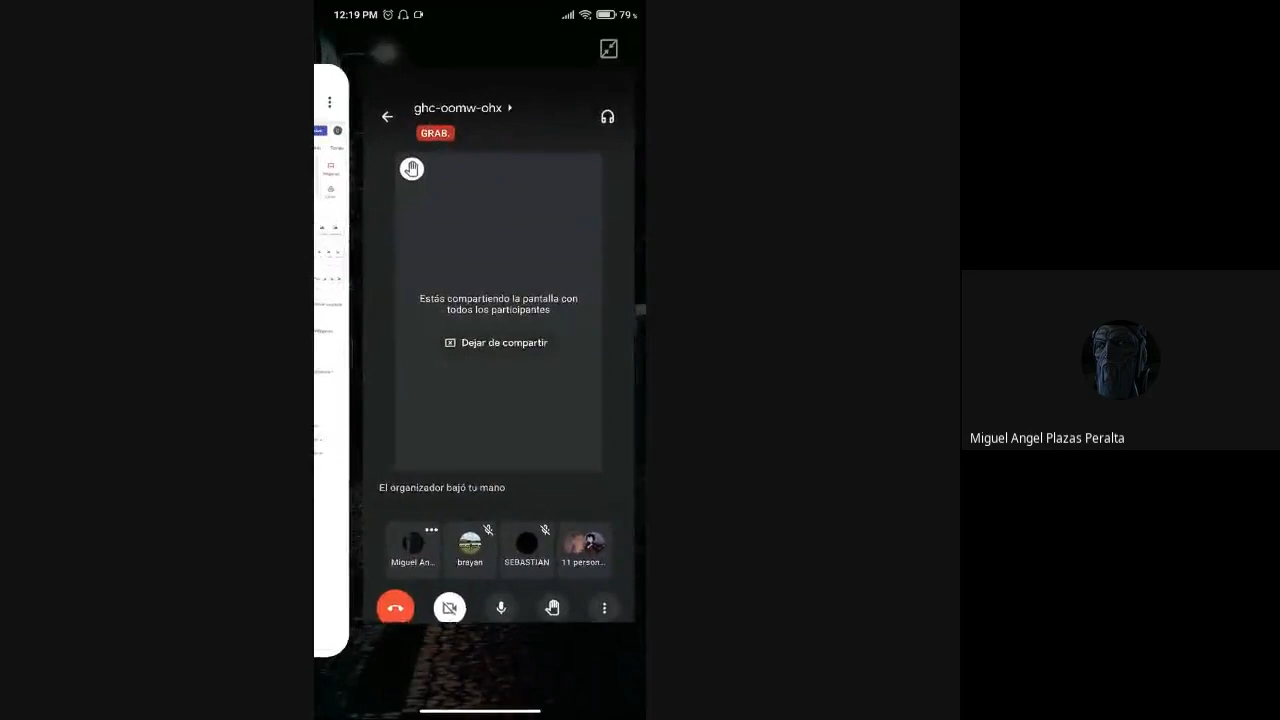 12:19 PM
79
ghc-oomw-ohx
GRAB.
Estás compartiendo la pantalla con
todos los participantes
Dejar de compartir
El organizador bajó tu mano
Miguel An...
brayan
SEBASTIAN
11 person...
Miguel Angel Plazas Peralta